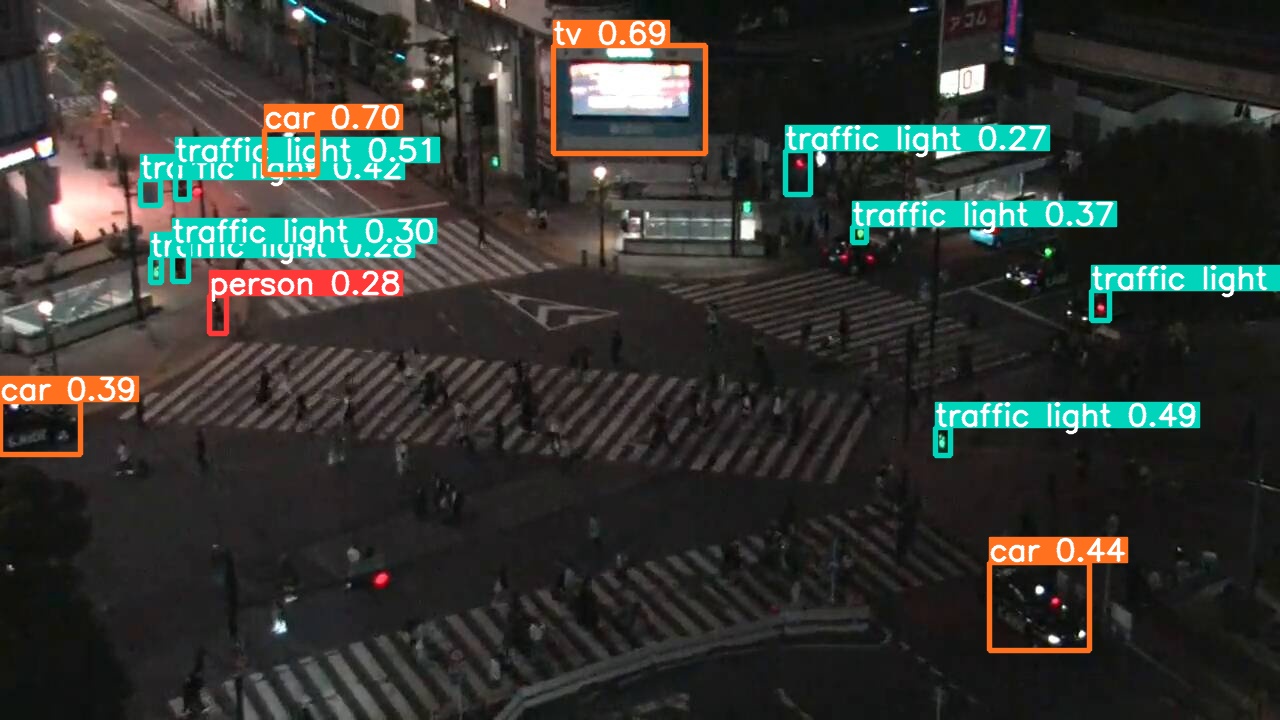 アコム
tv 0.69
car 0.70
traffic light 0.51
traffic light 0.42
traffic light 0.27
traffic light 0.37
traffic light 0.30
traffic light 0.28
person 0.28
traffic light
car 0.39
traffic light 0.49
car 0.44